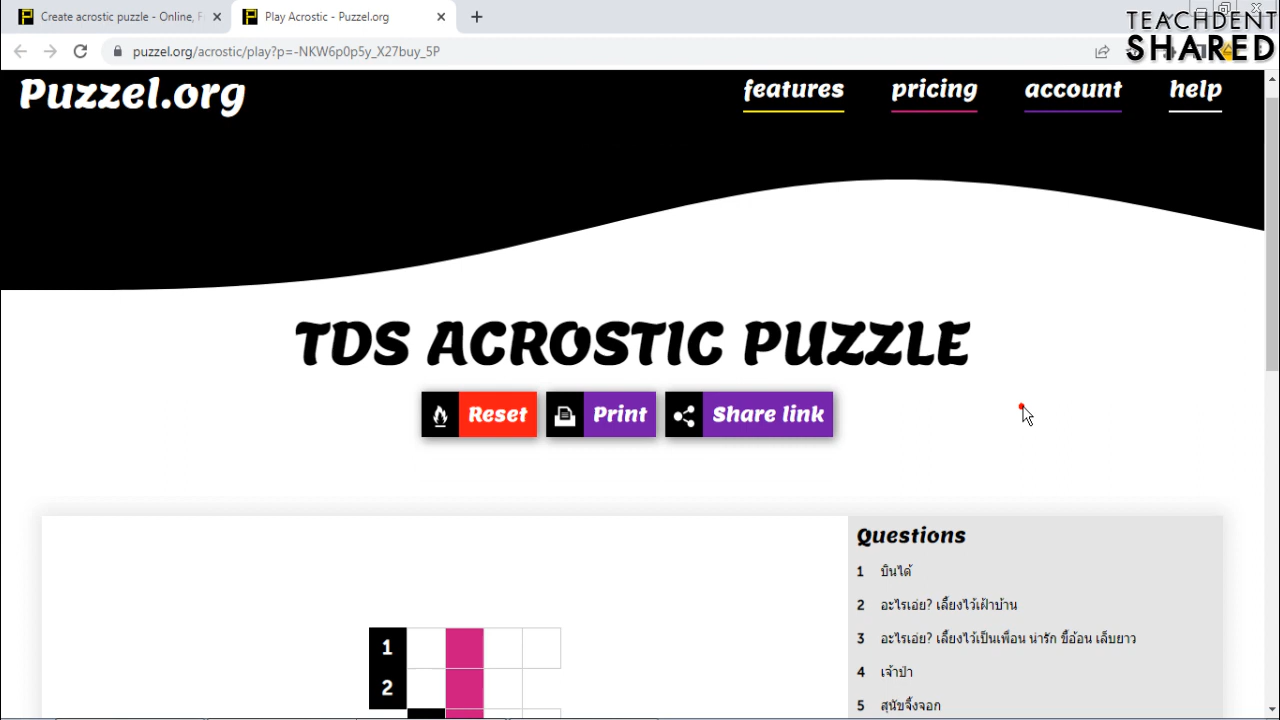 Create acrostic puzzle - Online, F
Play Acrostic - Puzzel.org
TEACHDENT
SHARED
puzzel.org/acrostic/play?p=-NKW6p0p5y_X27buy_5P
Puzzel.org
features
pricing
account
help
TDS ACROSTIC PUZZLE
Reset
Print
Share link
Questions
1 บินได้
2 อะไรเอ่ย? เลี้ยงไว้เฝ้าบ้าน
3 อะไรเอ่ย? เลี้ยงไว้เป็นเพื่อน น่ารัก ขี้อ้อน เล็บยาว
4 เจ้าป่า
5 สุนัขจิ้งจอก
1
2